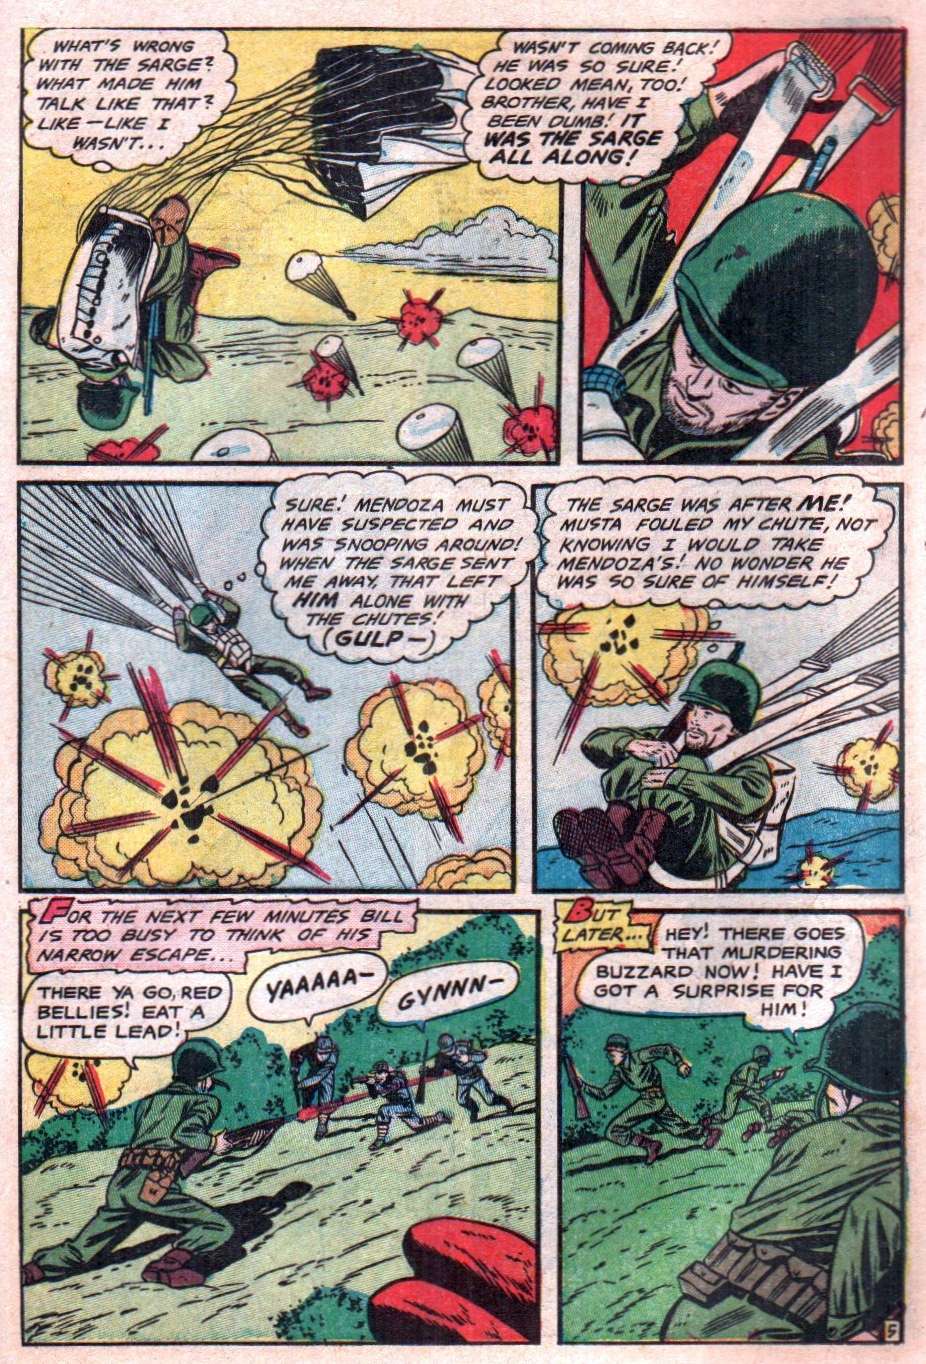 WHAT'S WRONG
WITH THE SARGE?
WHAT MADE HIM
TALK LIKE THAT?
LIKE—LIKE I
WASN'T...
WASN'T COMING BACK!
HE WAS SO SURE!
LOOKED MEAN, TOO!
BROTHER, HAVE I
BEEN DUMB! IT
WAS THE SARGE
ALL ALONG!
SURE! MENDOZA MUST
HAVE SUSPECTED AND
WAS SNOOPING AROUND!
WHEN THE SARGE SENT
ME AWAY, THAT LEFT
HIM ALONE WITH
THE CHUTES!
(GULP—)
THE SARGE WAS AFTER ME!
MUSTA FOULED MY CHUTE, NOT
KNOWING I WOULD TAKE
MENDOZA'S! NO WONDER HE
WAS SO SURE OF HIMSELF!
FOR THE NEXT FEW MINUTES BILL
IS TOO BUSY TO THINK OF HIS
NARROW ESCAPE...
THERE YA GO, RED
BELLIES! EAT A
LITTLE LEAD!
YAAAAA—
GYNNN—
BUT
LATER...
HEY! THERE GOES
THAT MURDERING
BUZZARD NOW! HAVE I
GOT A SURPRISE FOR
HIM!
5